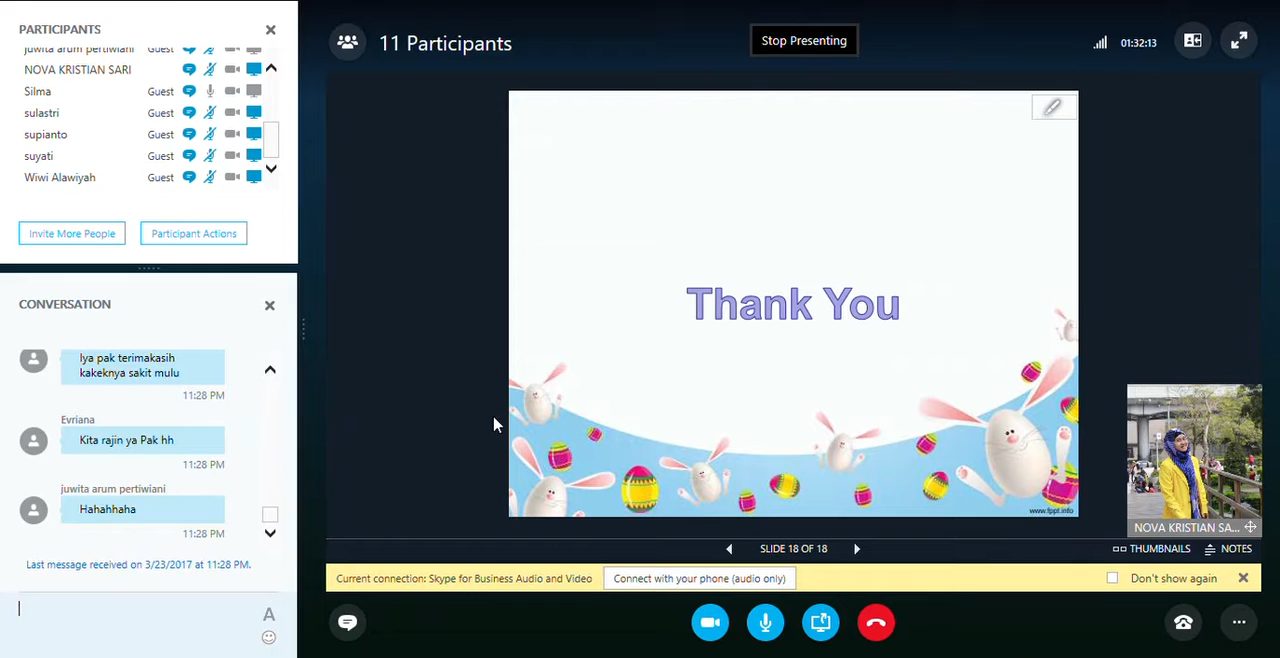 PARTICIPANTS
juwita arum pertiwiani Guest
NOVA KRISTIAN SARI
Silma Guest
sulastri Guest
supianto Guest
suyati Guest
Wiwi Alawiyah Guest
Invite More People Participant Actions
CONVERSATION
Iya pak terimakasih
kakeknya sakit mulu
11:28 PM
Evriana
Kita rajin ya Pak hh
11:28 PM
juwita arum pertiwiani
Hahahhaha
11:28 PM
Last message received on 3/23/2017 at 11:28 PM.
A
11 Participants
Stop Presenting
01:32:13
Thank You
www.fppt.info
NOVA KRISTIAN SA...
SLIDE 18 OF 18
THUMBNAILS NOTES
Current connection: Skype for Business Audio and Video Connect with your phone (audio only) Don't show again